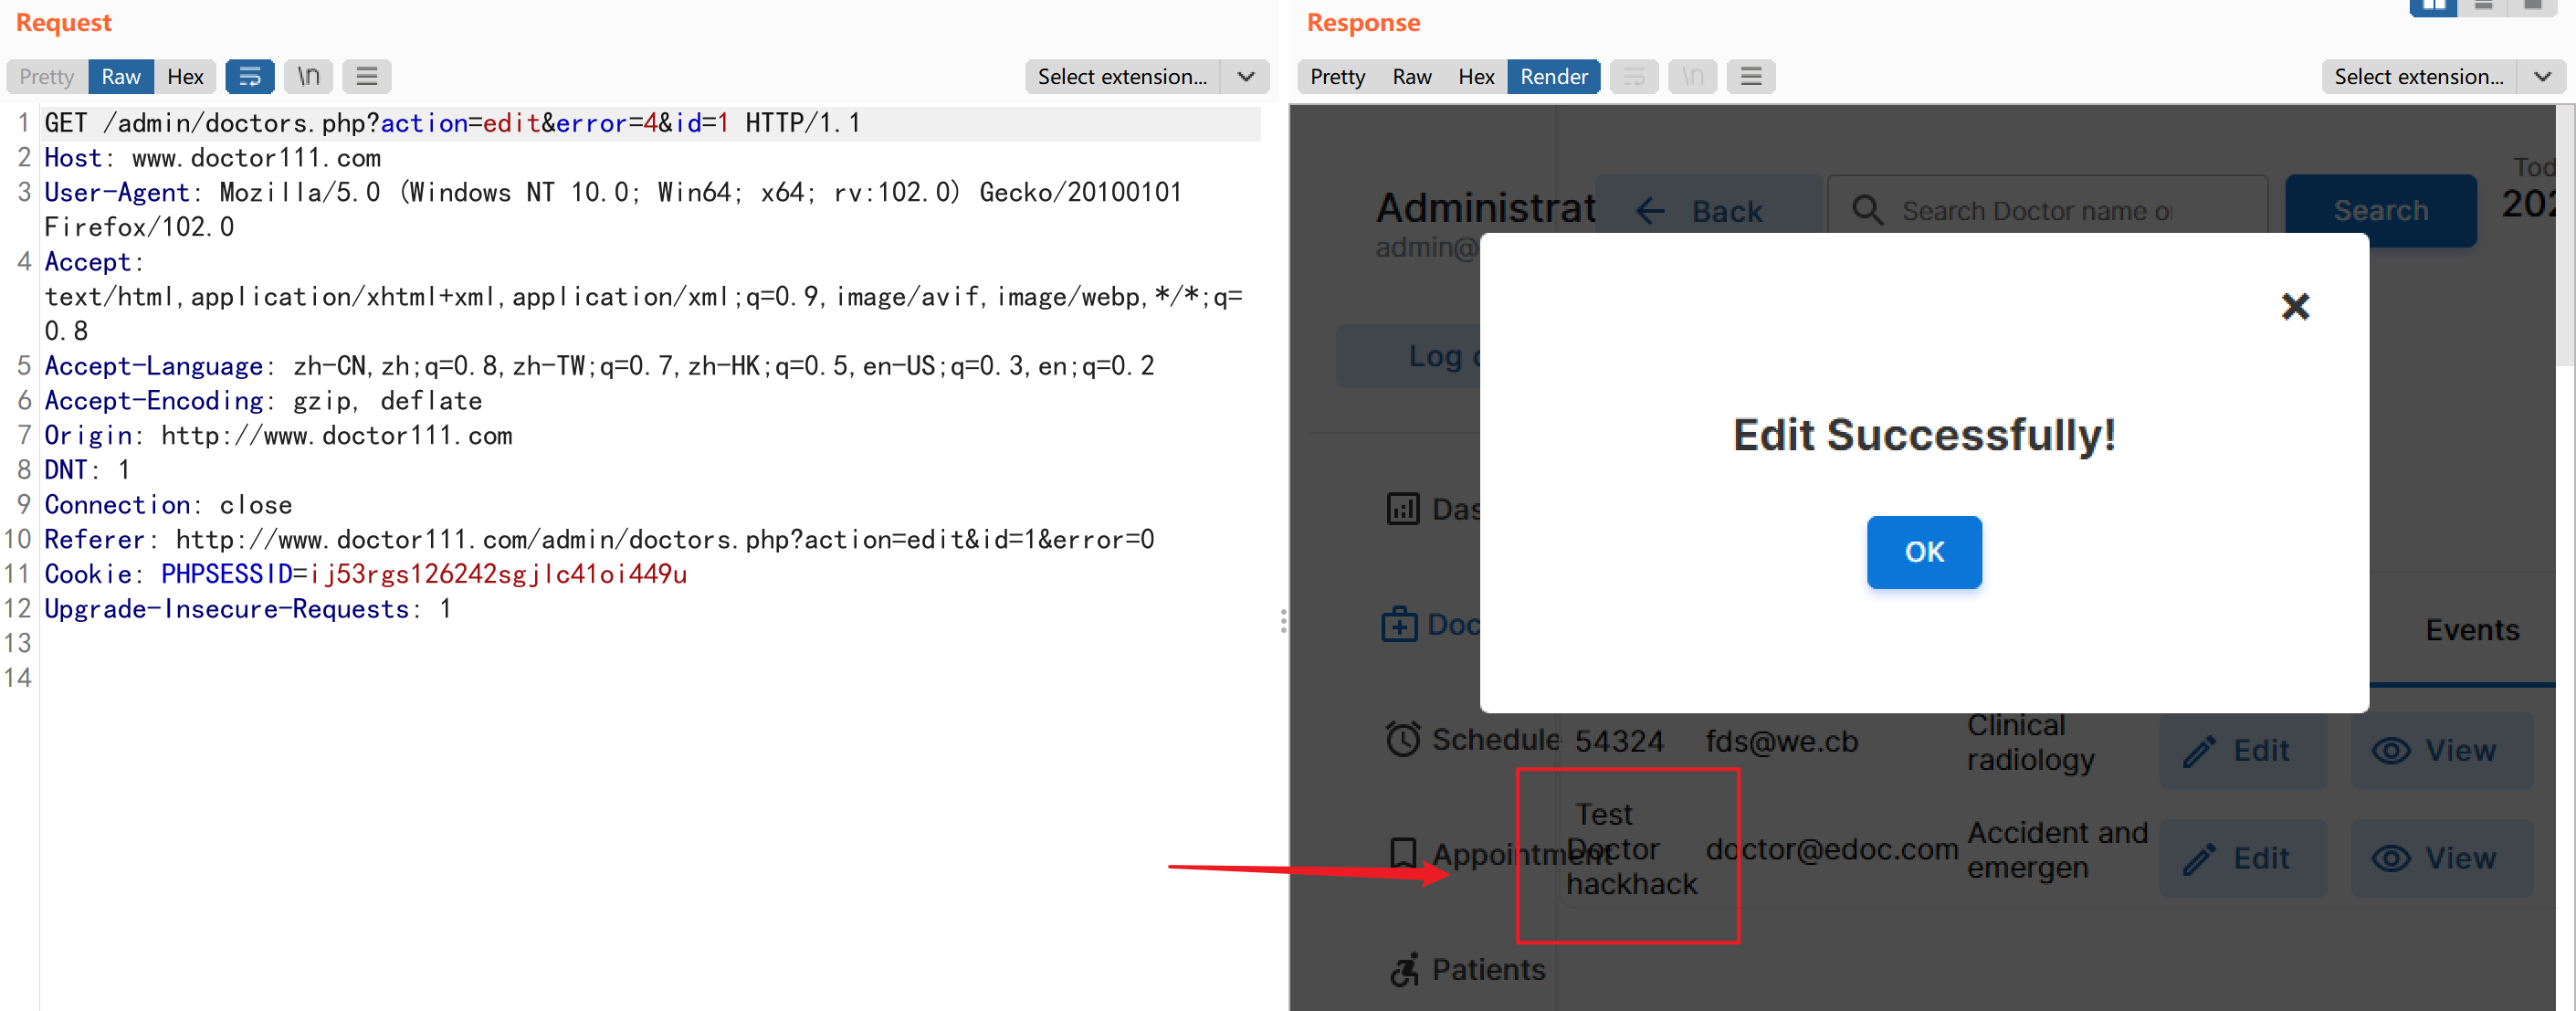 Request
Pretty Raw Hex \n Select extension...
1 GET /admin/doctors.php?action=edit&error=4&id=1 HTTP/1.1
2 Host: www.doctor111.com
3 User-Agent: Mozilla/5.0 (Windows NT 10.0; Win64; x64; rv:102.0) Gecko/20100101
Firefox/102.0
4 Accept:
text/html,application/xhtml+xml,application/xml;q=0.9,image/avif,image/webp,*/*;q=
0.8
5 Accept-Language: zh-CN,zh;q=0.8,zh-TW;q=0.7,zh-HK;q=0.5,en-US;q=0.3,en;q=0.2
6 Accept-Encoding: gzip, deflate
7 Origin: http://www.doctor111.com
8 DNT: 1
9 Connection: close
10 Referer: http://www.doctor111.com/admin/doctors.php?action=edit&id=1&error=0
11 Cookie: PHPSESSID=ij53rgs126242sgjlc41oi449u
12 Upgrade-Insecure-Requests: 1
13
14
Response
Pretty Raw Hex Render \n Select extension...
Administrat
admin@
Back
Search Doctor name o
Search
Tod
202
Log
Edit Successfully!
OK
Das
Doc
Events
Schedule
54324 fds@we.cb Clinical radiology Edit View
Appointment
Test
Doctor
hackhack
doctor@edoc.com Accident and emergen Edit View
Patients